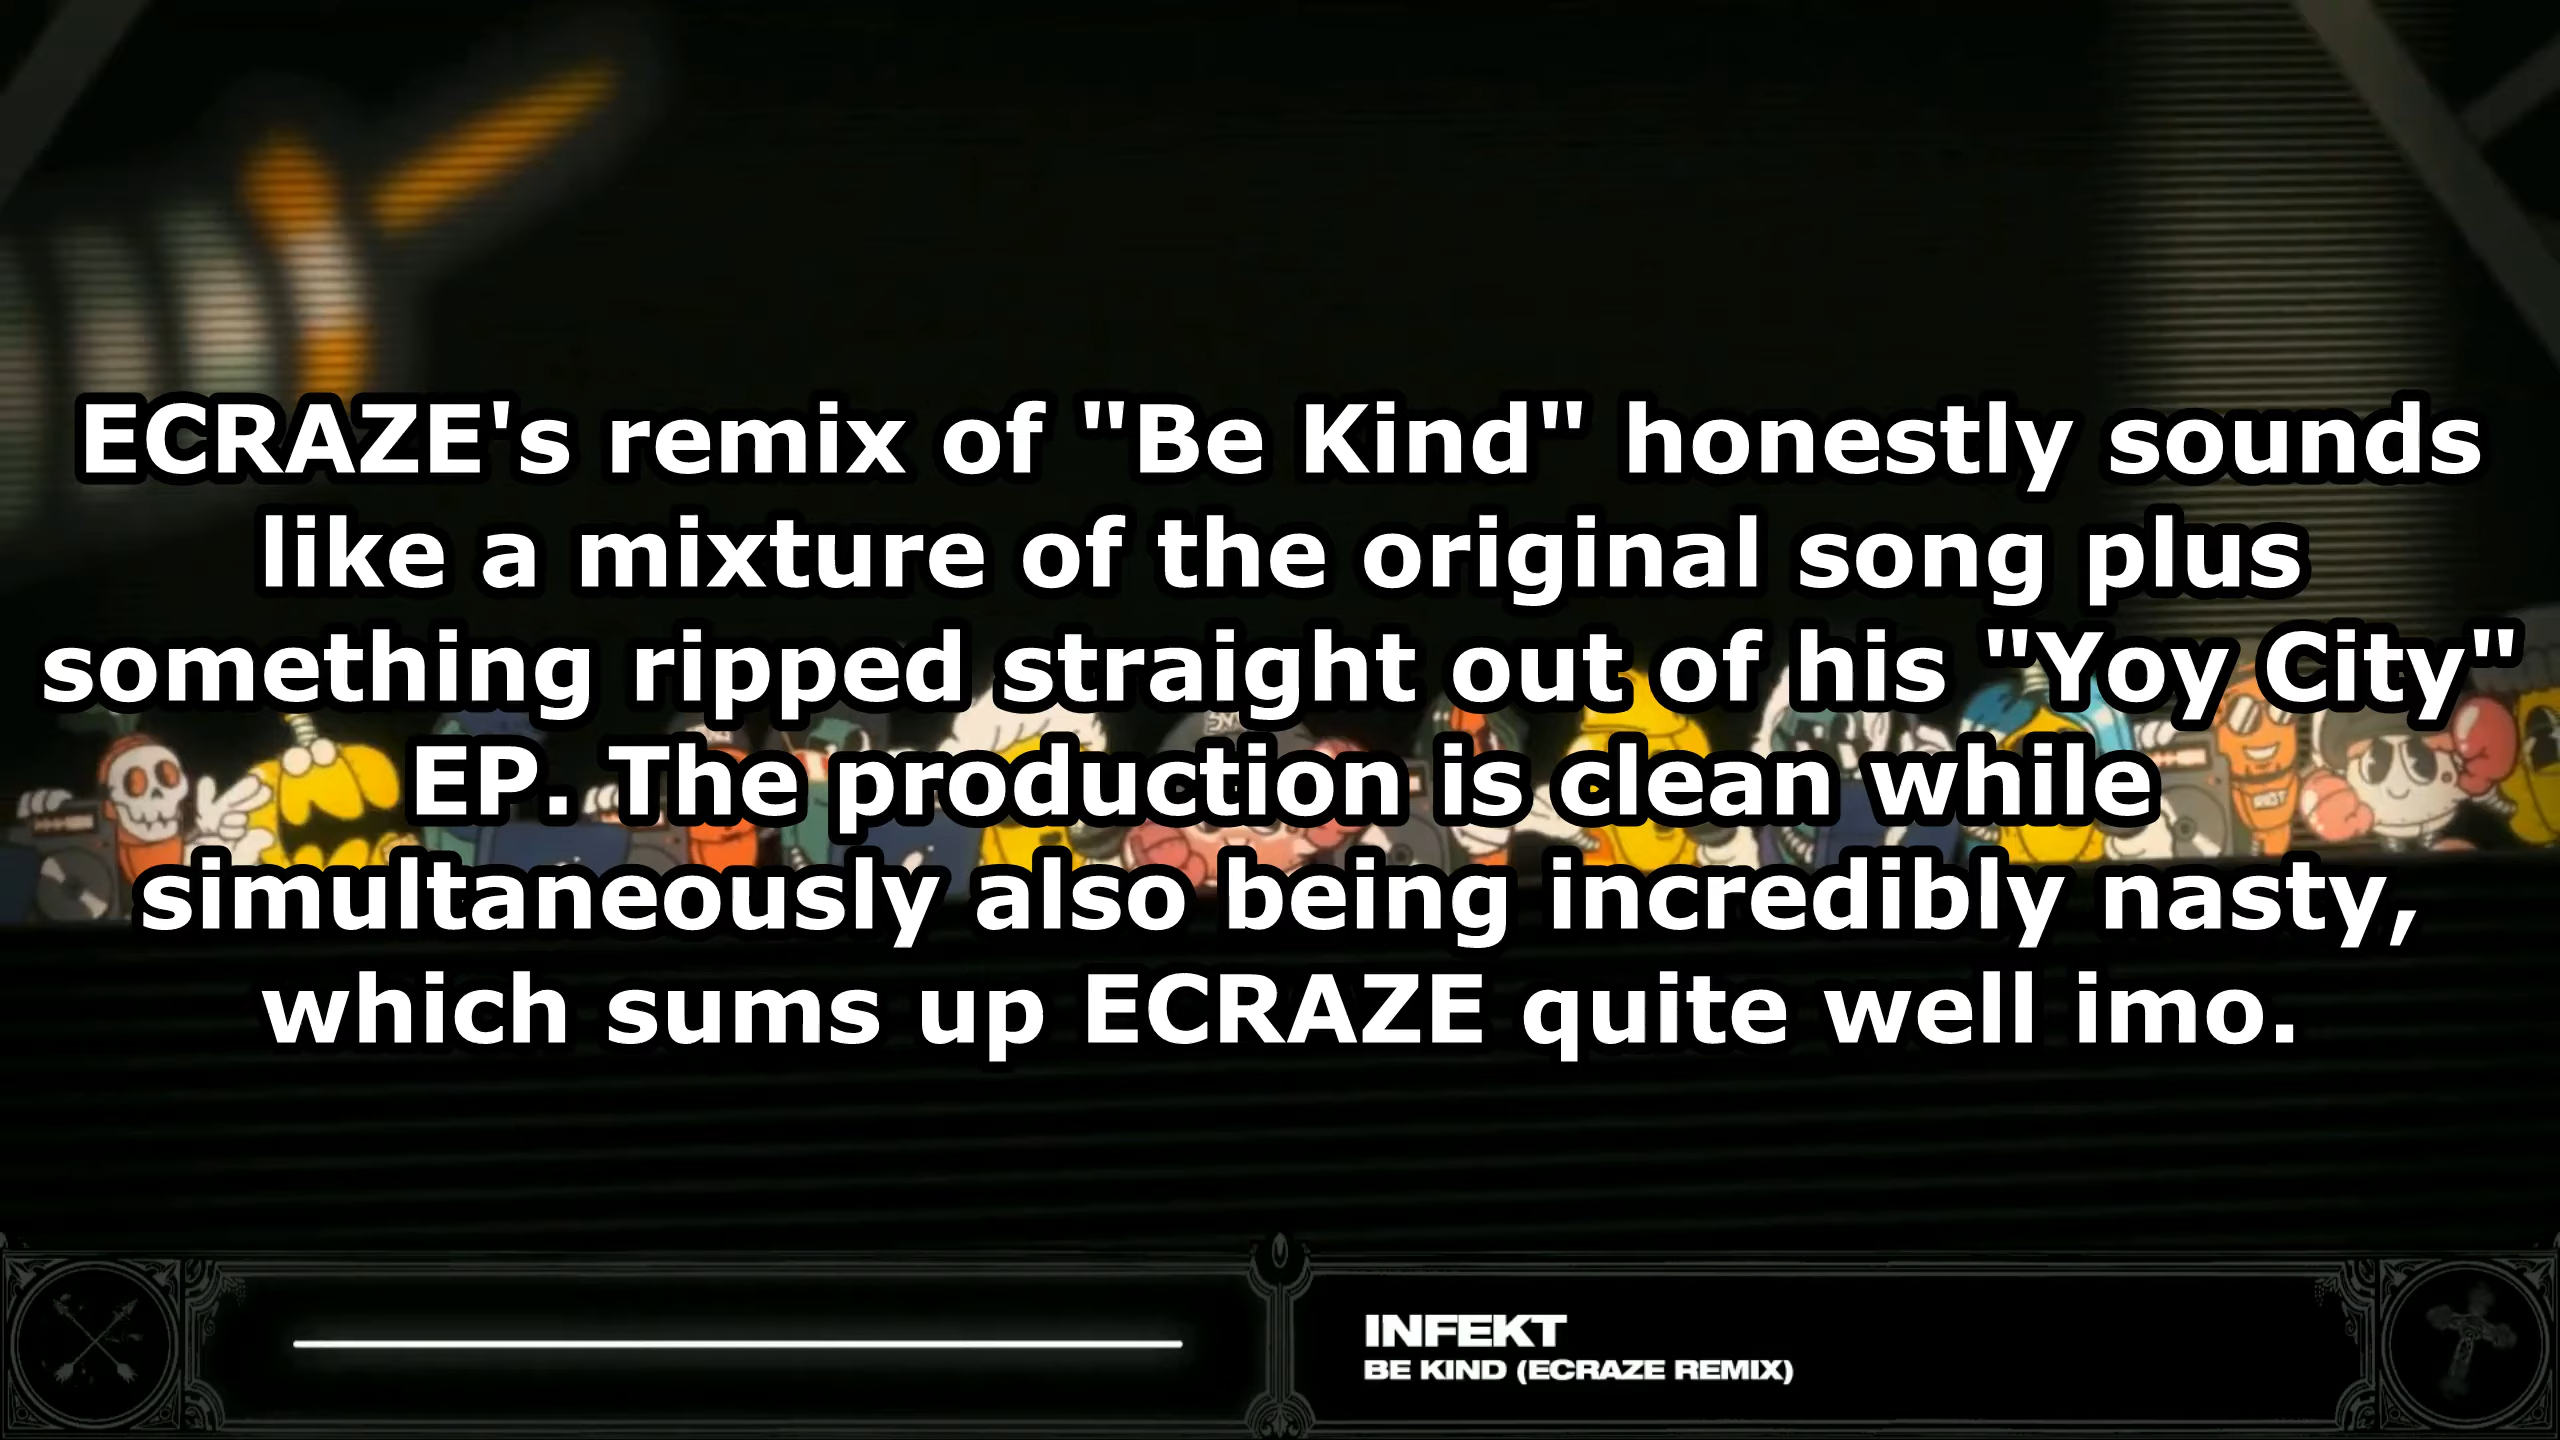 ECRAZE's remix of "Be Kind" honestly sounds
like a mixture of the original song plus
something ripped straight out of his "Yoy City"
EP. The production is clean while
simultaneously also being incredibly nasty,
which sums up ECRAZE quite well imo.
INFEKT
BE KIND (ECRAZE REMIX)